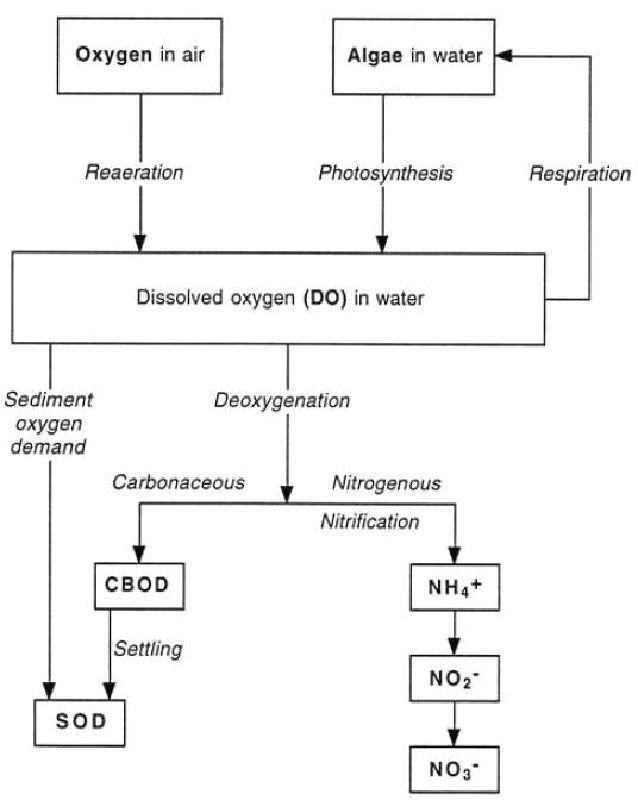 Oxygen in air
Algae in water
Reaeration
Photosynthesis
Respiration
Dissolved oxygen (DO) in water
Sediment
oxygen
demand
Deoxygenation
Carbonaceous
Nitrogenous
Nitrification
CBOD
NH₄⁺
Settling
NO₂⁻
SOD
NO₃⁻